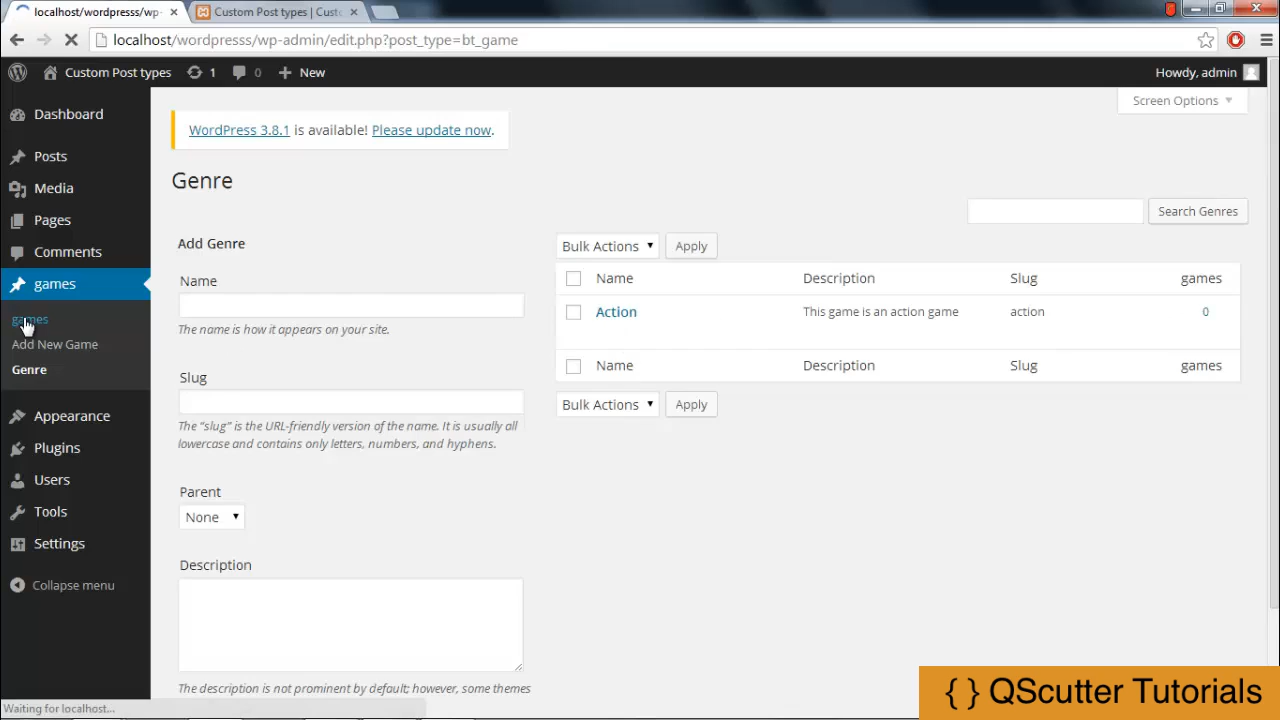 localhost/wordpresss/wp-
Custom Post types | Custo
localhost/wordpresss/wp-admin/edit.php?post_type=bt_game
Custom Post types
1
0
New
Howdy, admin
Dashboard
Posts
Media
Pages
Comments
games
games
Add New Game
Genre
Appearance
Plugins
Users
Tools
Settings
Collapse menu
Screen Options
WordPress 3.8.1 is available! Please update now.
Genre
Search Genres
Add Genre
Name
The name is how it appears on your site.
Slug
The “slug” is the URL-friendly version of the name. It is usually all
lowercase and contains only letters, numbers, and hyphens.
Parent
None
Description
The description is not prominent by default; however, some themes
Bulk Actions
Apply
Name Description Slug games
Action This game is an action game action 0
Name Description Slug games
Bulk Actions
Apply
Waiting for localhost...
{ } QScutter Tutorials